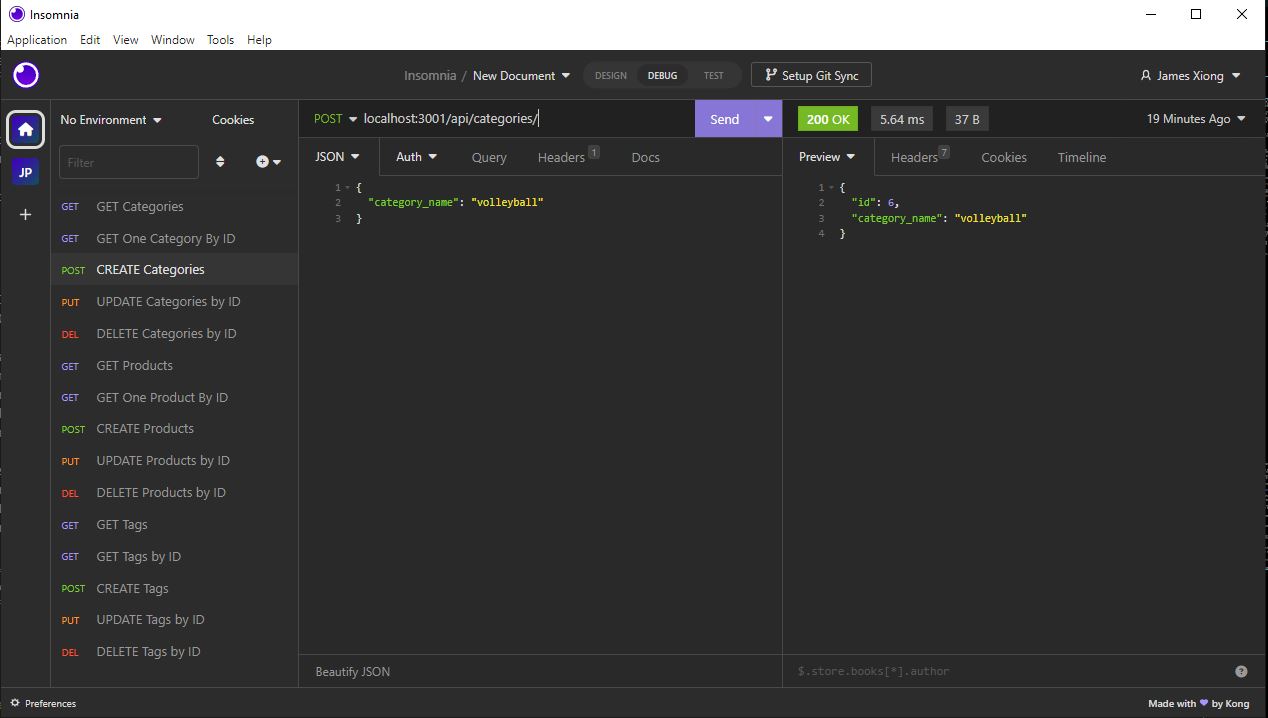 Insomnia
Application Edit View Window Tools Help
Insomnia / New Document DESIGN DEBUG TEST Setup Git Sync James Xiong
No Environment Cookies
POST localhost:3001/api/categories/ Send
200 OK 5.64 ms 37 B 19 Minutes Ago
JP
Filter
JSON Auth Query Headers 1 Docs
Preview Headers 7 Cookies Timeline
GET GET Categories
GET GET One Category By ID
POST CREATE Categories
PUT UPDATE Categories by ID
DEL DELETE Categories by ID
GET GET Products
GET GET One Product By ID
POST CREATE Products
PUT UPDATE Products by ID
DEL DELETE Products by ID
GET GET Tags
GET GET Tags by ID
POST CREATE Tags
PUT UPDATE Tags by ID
DEL DELETE Tags by ID
1 {
2 "category_name": "volleyball"
3 }
1 {
2 "id": 6,
3 "category_name": "volleyball"
4 }
Beautify JSON
$.store.books[*].author
Preferences
Made with by Kong